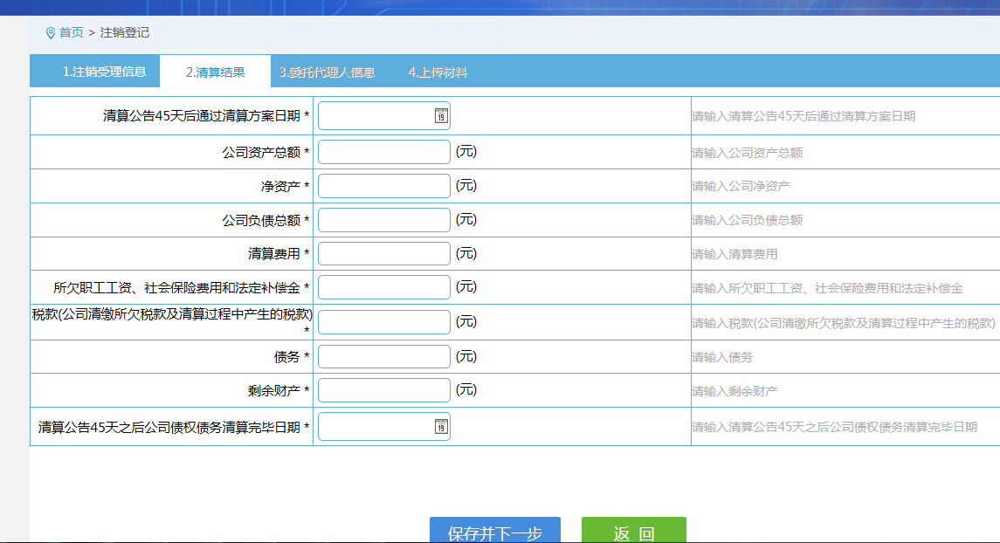 首页 > 注销登记
1.注销受理信息 2.清算结果 3.委托代理人信息 4.上传材料
清算公告45天后通过清算方案日期 * 19 请输入清算公告45天后通过清算方案日期
公司资产总额 * (元) 请输入公司资产总额
净资产 * (元) 请输入公司净资产
公司负债总额 * (元) 请输入公司负债总额
清算费用 * (元) 请输入清算费用
所欠职工工资、社会保险费用和法定补偿金 * (元) 请输入所欠职工工资、社会保险费用和法定补偿金
税款(公司清缴所欠税款及清算过程中产生的税款)
* (元) 请输入税款(公司清缴所欠税款及清算过程中产生的税款)
债务 * (元) 请输入债务
剩余财产 * (元) 请输入剩余财产
清算公告45天之后公司债权债务清算完毕日期 * 19 请输入清算公告45天之后公司债权债务清算完毕日期
保存并下一步 返 回